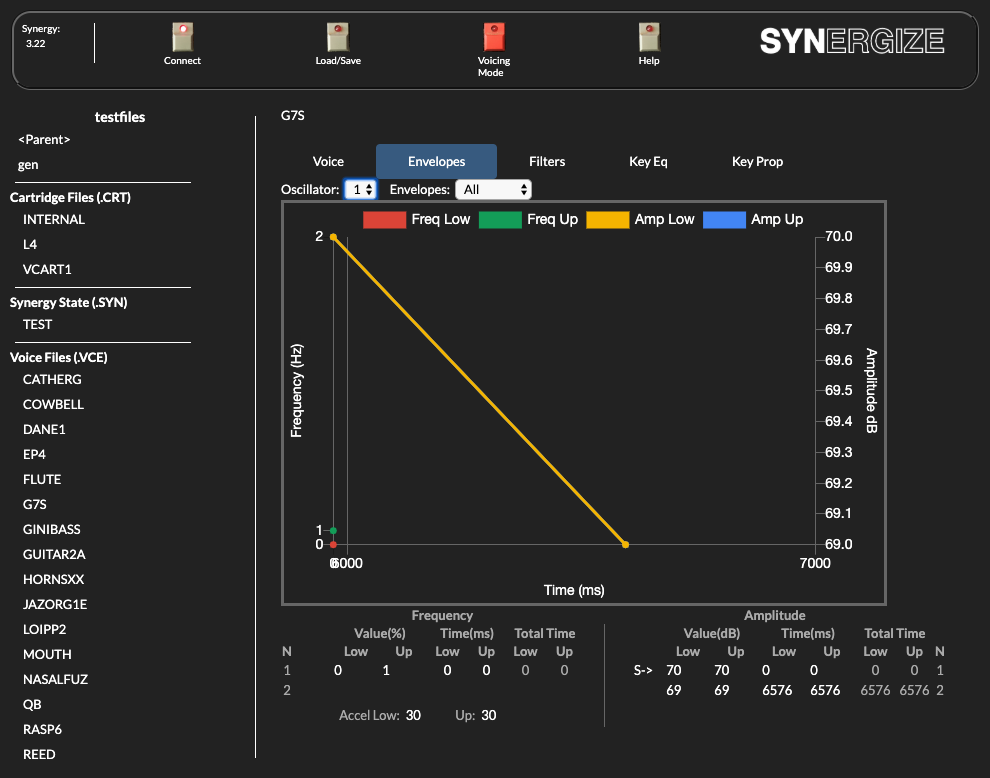 Synergy:
3.22
Connect
Load/Save
Voicing
Mode
Help
SYNERGIZE
testfiles
<Parent>
gen
Cartridge Files (.CRT)
INTERNAL
L4
VCART1
Synergy State (.SYN)
TEST
Voice Files (.VCE)
CATHERG
COWBELL
DANE1
EP4
FLUTE
G7S
GINIBASS
GUITAR2A
HORNSXX
JAZORG1E
LOIPP2
MOUTH
NASALFUZ
QB
RASP6
REED
G7S
Voice Envelopes Filters Key Eq Key Prop
Oscillator: 1 Envelopes: All
Freq Low Freq Up Amp Low Amp Up
2
1
0
Frequency (Hz)
70.0
69.9
69.8
69.7
69.6
69.5
69.4
69.3
69.2
69.1
69.0
Amplitude dB
0 6000 7000
Time (ms)
Frequency Amplitude
Value(%) Time(ms) Total Time Value(dB) Time(ms) Total Time
N Low Up Low Up Low Up Low Up Low Up Low Up N
1 0 1 0 0 0 0 S-> 70 70 0 0 0 0 1
2 69 69 6576 6576 6576 6576 2
Accel Low: 30 Up: 30